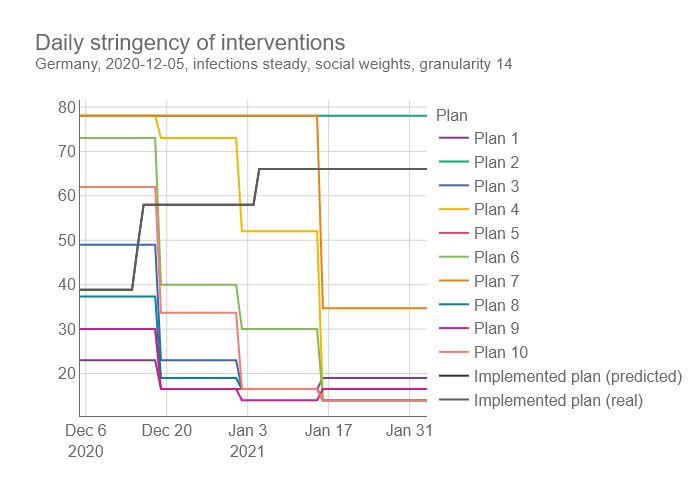 Daily stringency of interventions
Germany, 2020-12-05, infections steady, social weights, granularity 14
80
70
60
50
40
30
20
Dec 6
2020
Dec 20
Jan 3
2021
Jan 17
Jan 31
Plan
Plan 1
Plan 2
Plan 3
Plan 4
Plan 5
Plan 6
Plan 7
Plan 8
Plan 9
Plan 10
Implemented plan (predicted)
Implemented plan (real)